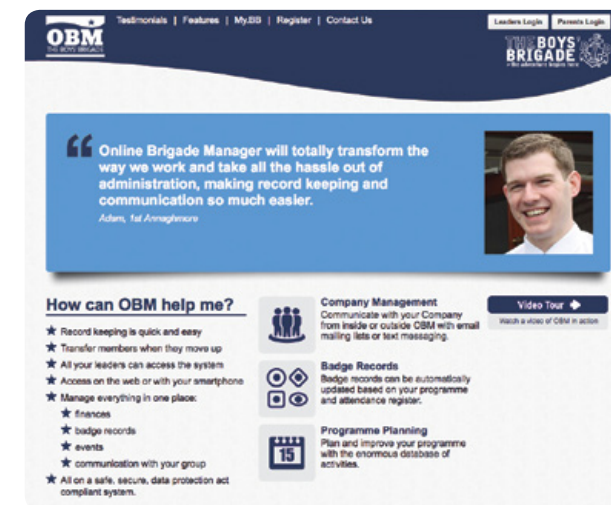 Testimonials | Features | My.BB | Register | Contact Us
Leaders Login Parents Login
OBM
THE BOYS' BRIGADE
THE BOYS'
BRIGADE
the adventure begins here
Online Brigade Manager will totally transform the
way we work and take all the hassle out of
administration, making record keeping and
communication so much easier.
Adam, 1st Annaghmore
How can OBM help me?
Record keeping is quick and easy
Transfer members when they move up
All your leaders can access the system
Access on the web or with your smartphone
Manage everything in one place:
finances
badge records
events
communication with your group
All on a safe, secure, data protection act
compliant system.
Company Management
Communicate with your Company
from inside or outside OBM with email
mailing lists or text messaging.
Badge Records
Badge records can be automatically
updated based on your programme
and attendance register.
15
Programme Planning
Plan and improve your programme
with the enormous database of
activities.
Video Tour
Watch a video of OBM in action